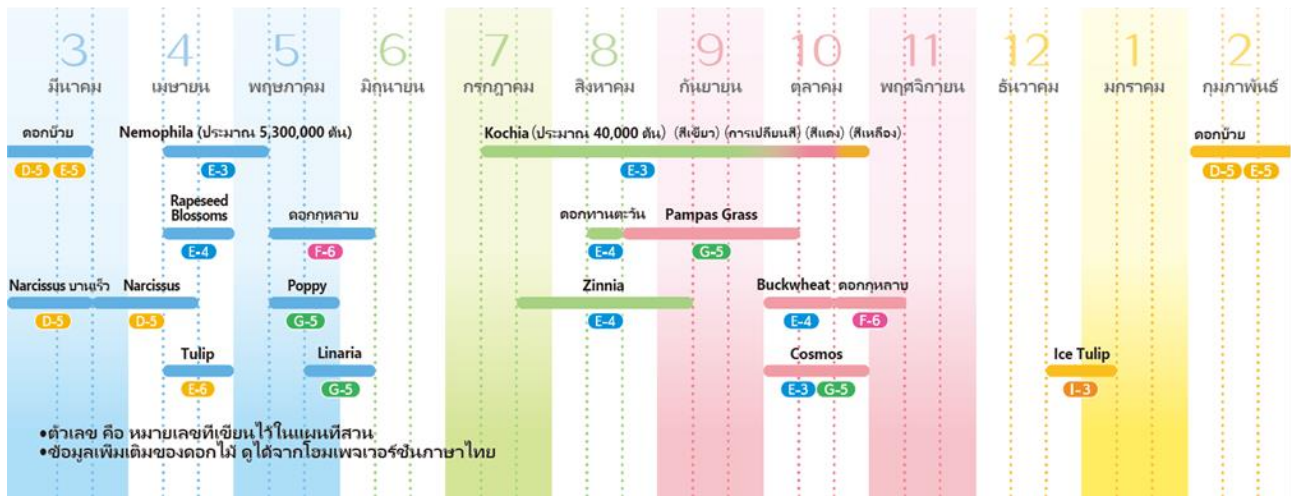 3 4 5 6 7 8 9 10 11 12 1 2
มีนาคม เมษายน พฤษภาคม มิถุนายน กรกฎาคม สิงหาคม กันยายน ตุลาคม พฤศจิกายน ธันวาคม มกราคม กุมภาพันธ์
ดอกบ๊วย Nemophila (ประมาณ 5,300,000 ต้น) Kochia (ประมาณ 40,000 ต้น) (สีเขียว) (การเปลี่ยนสี) (สีแดง) (สีเหลือง) ดอกบ๊วย
D-5 E-5 E-3 E-3 D-5 E-5
Rapeseed
Blossoms ดอกกุหลาบ ดอกทานตะวัน Pampas Grass
E-4 F-6 E-4 G-5
Narcissus บานเร็ว Narcissus Poppy Zinnia Buckwheat ดอกกุหลาบ
D-5 D-5 G-5 E-4 E-4 F-6
Tulip Linaria Cosmos Ice Tulip
E-6 G-5 E-3 G-5 I-3
•ตัวเลข คือ หมายเลขที่เขียนไว้ในแผนที่สวน
•ข้อมูลเพิ่มเติมของดอกไม้ ดูได้จากโฮมเพจเวอร์ชั่นภาษาไทย